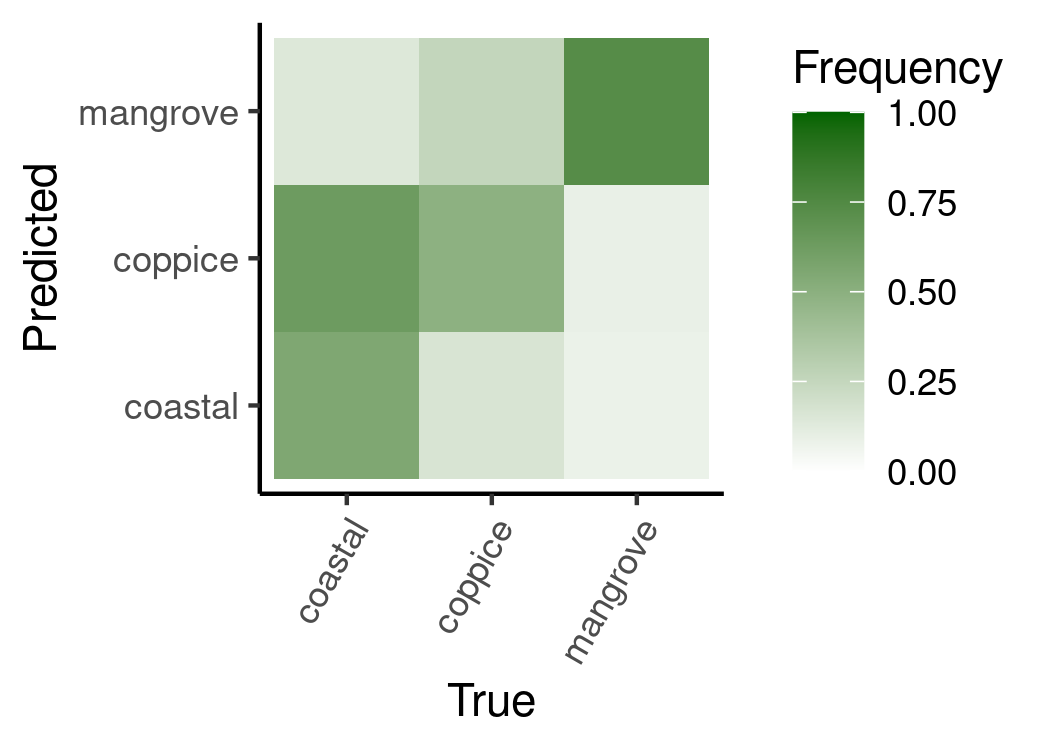 Frequency
1.00
0.75
0.50
0.25
0.00
Predicted
mangrove
coppice
coastal
coastal
coppice
mangrove
True